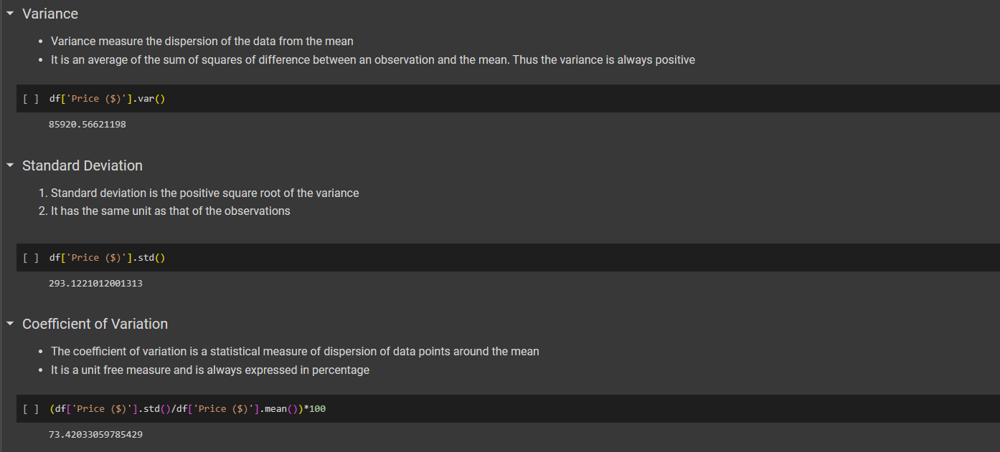 Variance
• Variance measure the dispersion of the data from the mean
• It is an average of the sum of squares of difference between an observation and the mean. Thus the variance is always positive
[ ] df['Price ($)'].var()
85920.56621198
Standard Deviation
1. Standard deviation is the positive square root of the variance
2. It has the same unit as that of the observations
[ ] df['Price ($)'].std()
293.1221012001313
Coefficient of Variation
• The coefficient of variation is a statistical measure of dispersion of data points around the mean
• It is a unit free measure and is always expressed in percentage
[ ] (df['Price ($)'].std()/df['Price ($)'].mean())*100
73.42033059785429